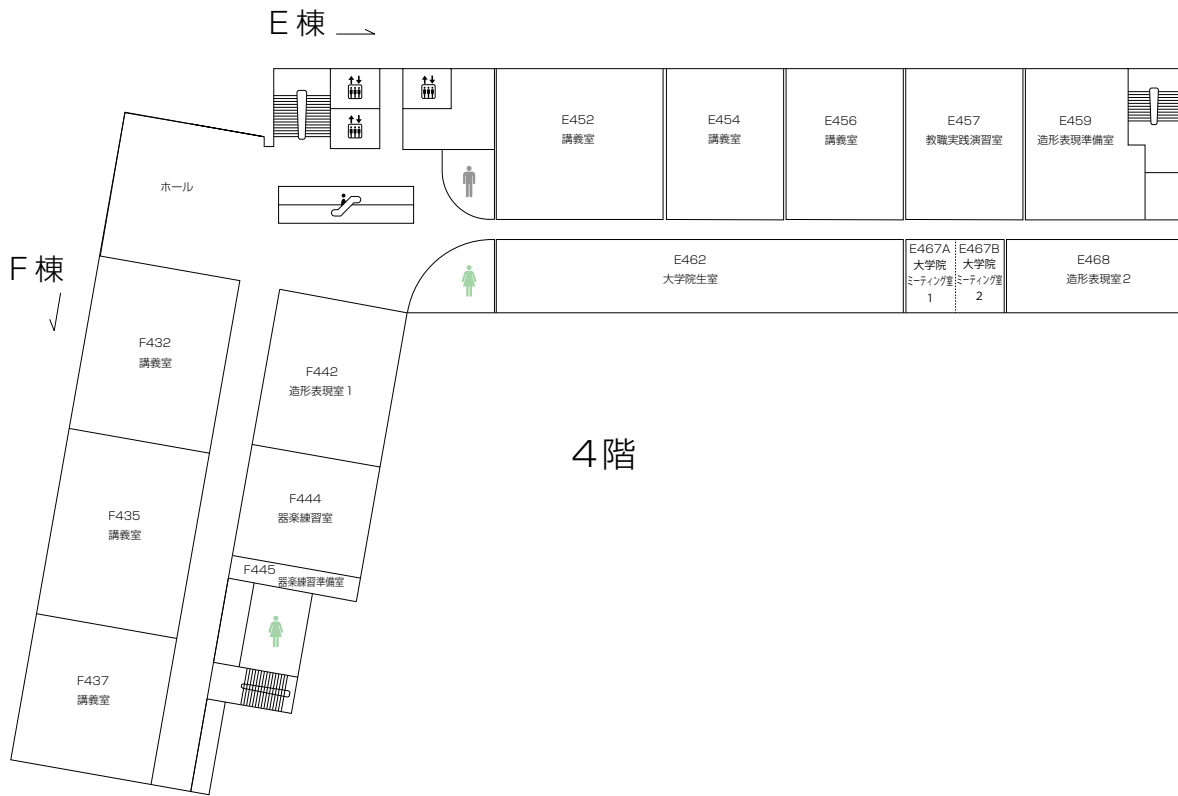 E棟
E452
講義室
E454
講義室
E456
講義室
E457
教職実践演習室
E459
造形表現準備室
ホール
F棟
E462
大学院生室
E467A
大学院
ミーティング室
1
E467B
大学院
ミーティング室
2
E468
造形表現室2
F432
講義室
F442
造形表現室1
4階
F444
器楽練習室
F435
講義室
F445
器楽練習準備室
F437
講義室